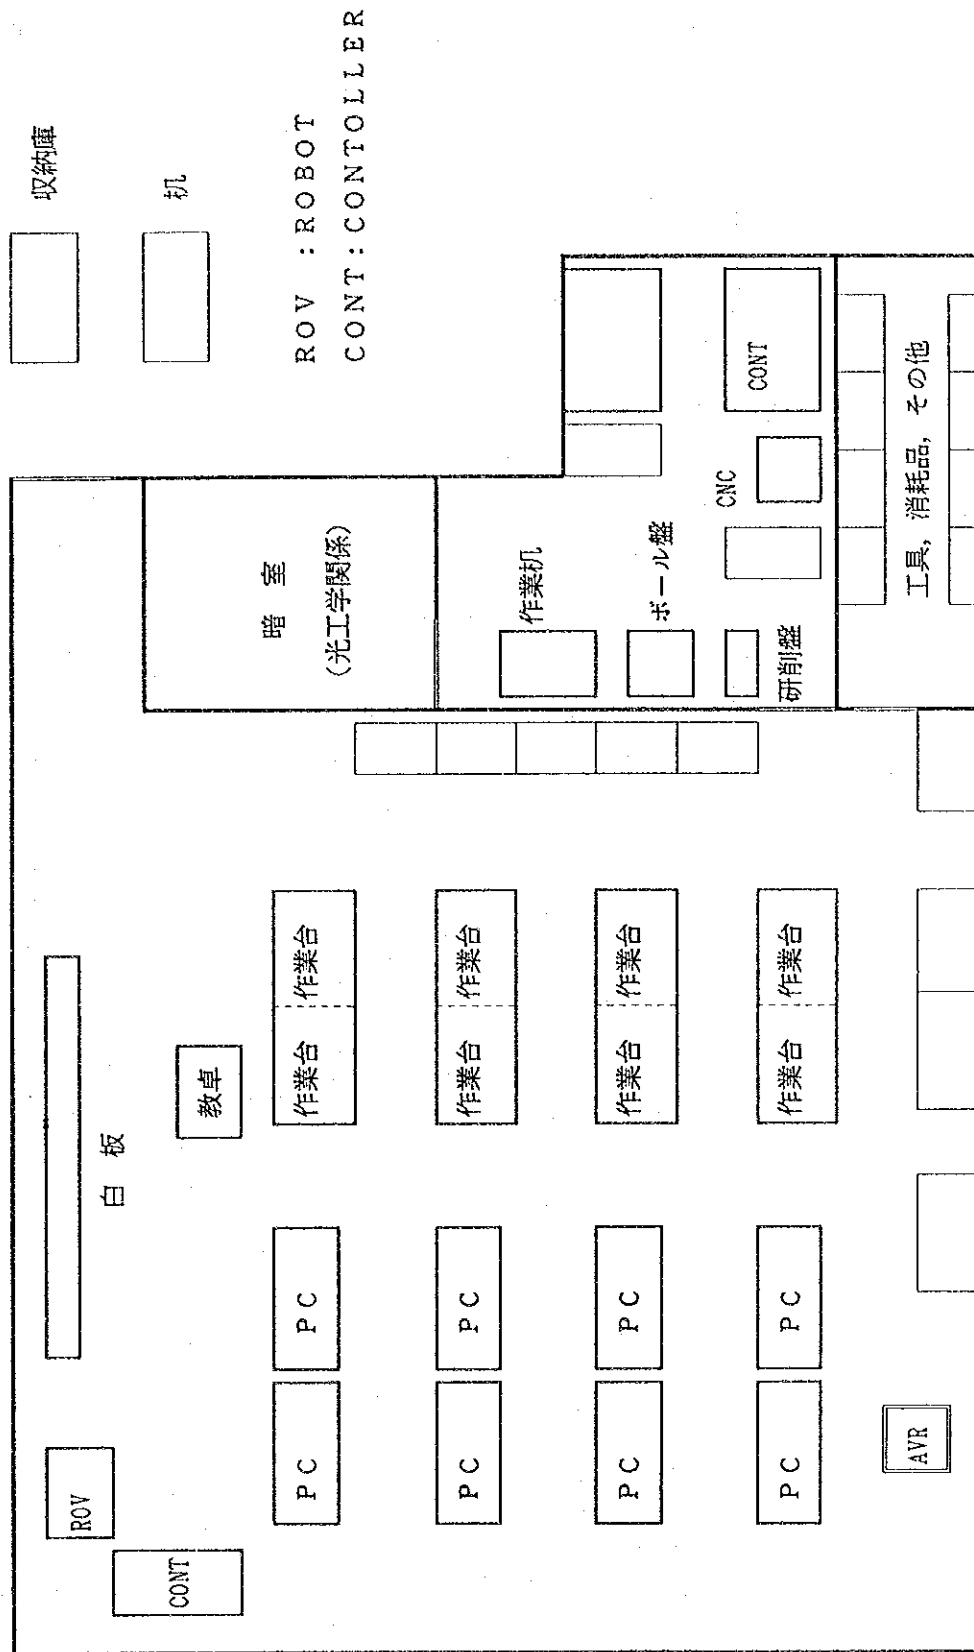 収納庫
ROV
白 板
机
CONT
教卓
暗 室
(光工学関係)
ROV :ROBOT
CONT:CONTOLLER
PC PC 作業台 作業台
PC PC 作業台 作業台
作業机
PC PC 作業台 作業台
ボール盤
CNC
CONT
PC PC 作業台 作業台
研削盤
AVR
工具, 消耗品, その他